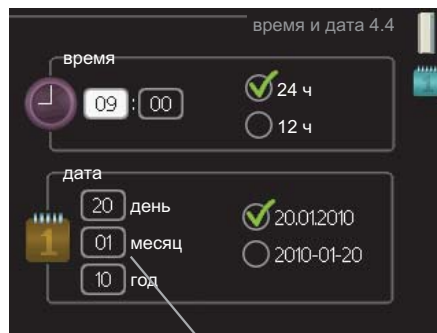 время и дата 4.4
время
09 : 00
24 ч
12 ч
дата
1
20 день
01 месяц
10 год
20.01.2010
2010-01-20